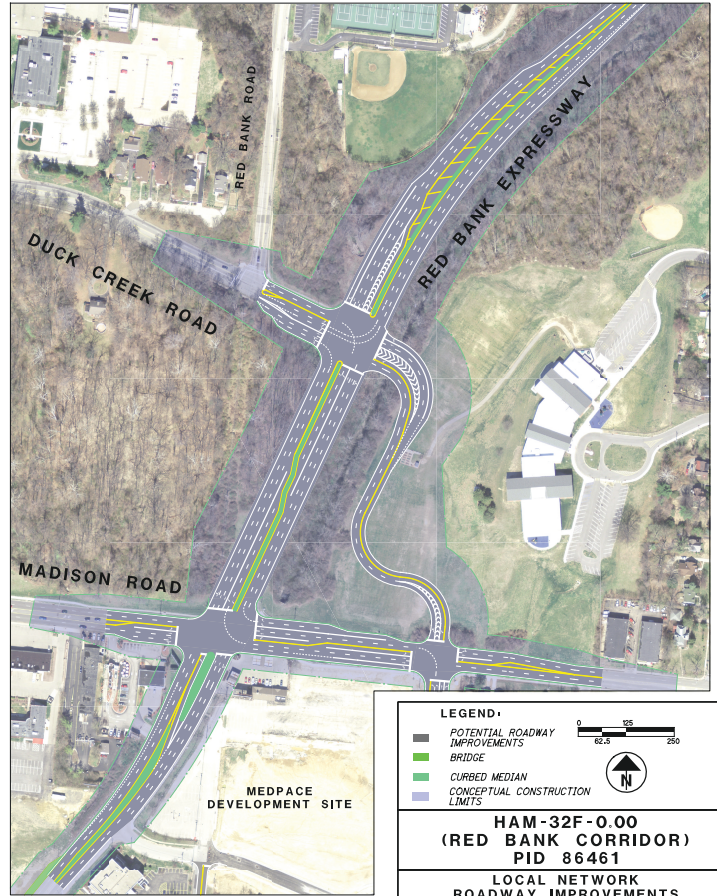 RED BANK ROAD
RED BANK EXPRESSWAY
DUCK CREEK ROAD
MADISON ROAD
MEDPACE
DEVELOPMENT SITE
LEGEND:
POTENTIAL ROADWAY
IMPROVEMENTS
BRIDGE
CURBED MEDIAN
CONCEPTUAL CONSTRUCTION
LIMITS
0 125
62.5 250
N
HAM-32F-0.00
(RED BANK CORRIDOR)
PID 86461
LOCAL NETWORK
ROADWAY IMPROVEMENTS